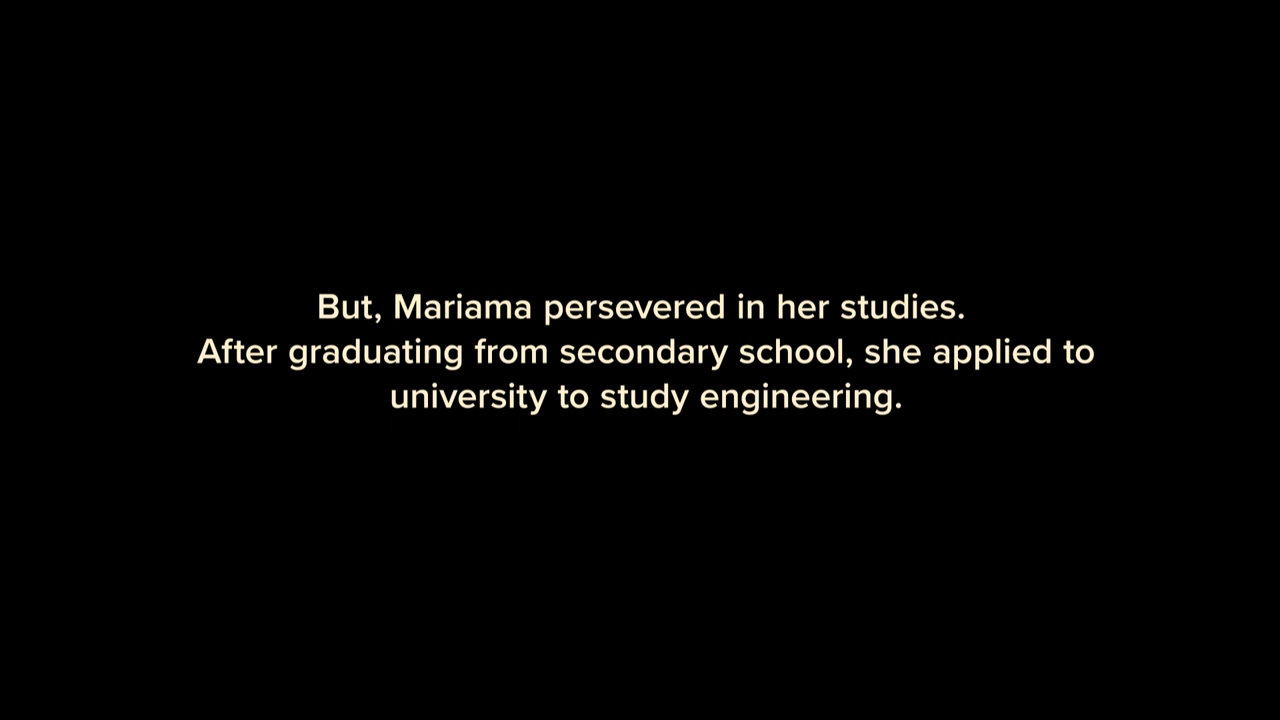 But, Mariama persevered in her studies.
After graduating from secondary school, she applied to
university to study engineering.